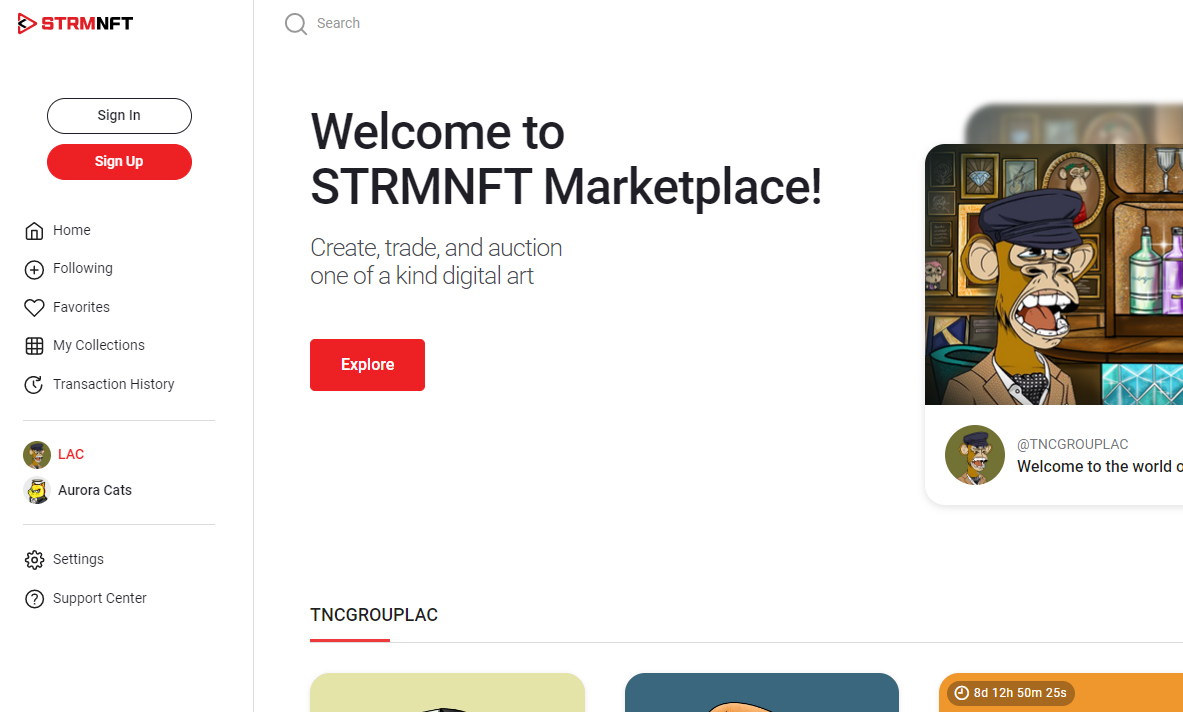 STRMNFT
Search
Sign In
Sign Up
Home
Following
Favorites
My Collections
Transaction History
LAC
Aurora Cats
Settings
Support Center
Welcome to
STRMNFT Marketplace!
Create, trade, and auction
one of a kind digital art
Explore
@TNCGROUPLAC
Welcome to the world o
TNCGROUPLAC
8d 12h 50m 25s